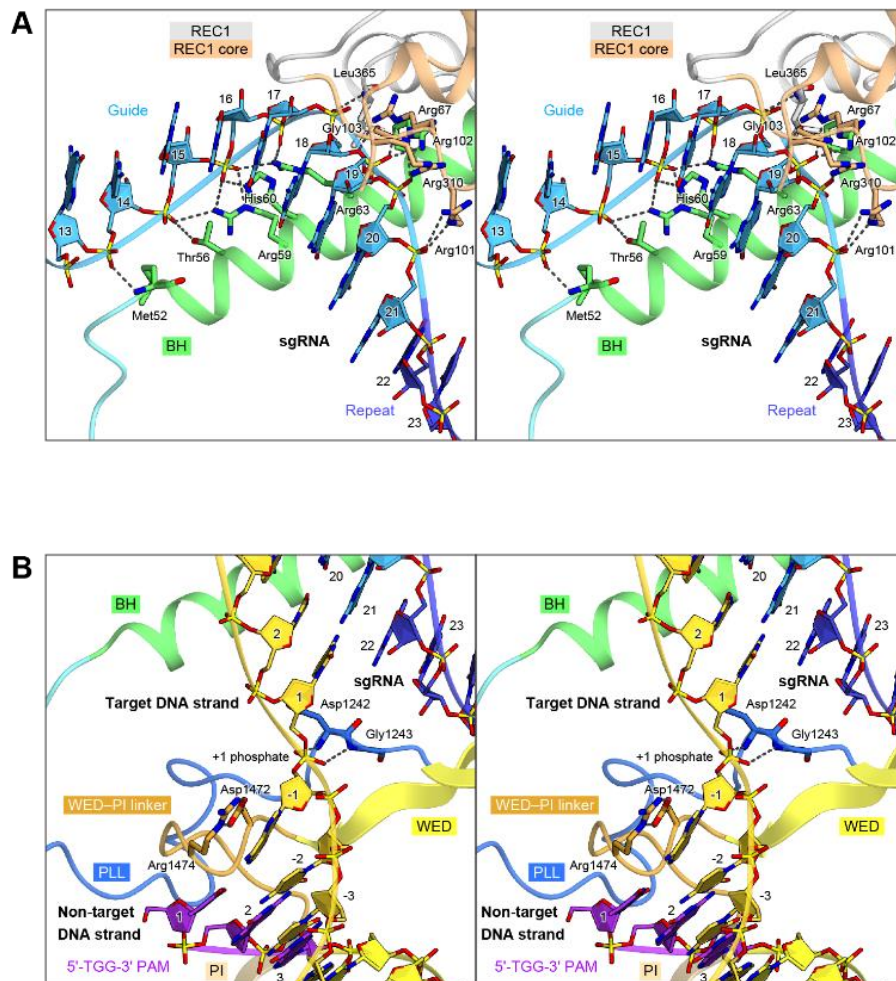 A
REC1
REC1 core
Leu365
17
16
Arg67
Guide
Gly103
Arg102
18
15
19
Arg310
14
His60
Arg63
13
20
Arg101
Thr56
Arg59
Met52
21
BH
sgRNA
22
Repeat
23
REC1
REC1 core
Leu365
17
16
Arg67
Guide
Gly103
Arg102
18
15
19
Arg310
14
His60
Arg63
13
20
Arg101
Thr56
Arg59
Met52
21
BH
sgRNA
22
Repeat
23
B
20
BH
21
2
22
23
sgRNA
Target DNA strand
1
Asp1242
Gly1243
+1 phosphate
Asp1472
-1
WED–PI linker
WED
Arg1474
-2
PLL
-3
Non-target
DNA strand
1
2
5'-TGG-3' PAM
PI
3
20
BH
21
2
22
23
sgRNA
Target DNA strand
1
Asp1242
Gly1243
+1 phosphate
Asp1472
-1
WED–PI linker
WED
Arg1474
-2
PLL
-3
Non-target
DNA strand
1
2
5'-TGG-3' PAM
PI
3